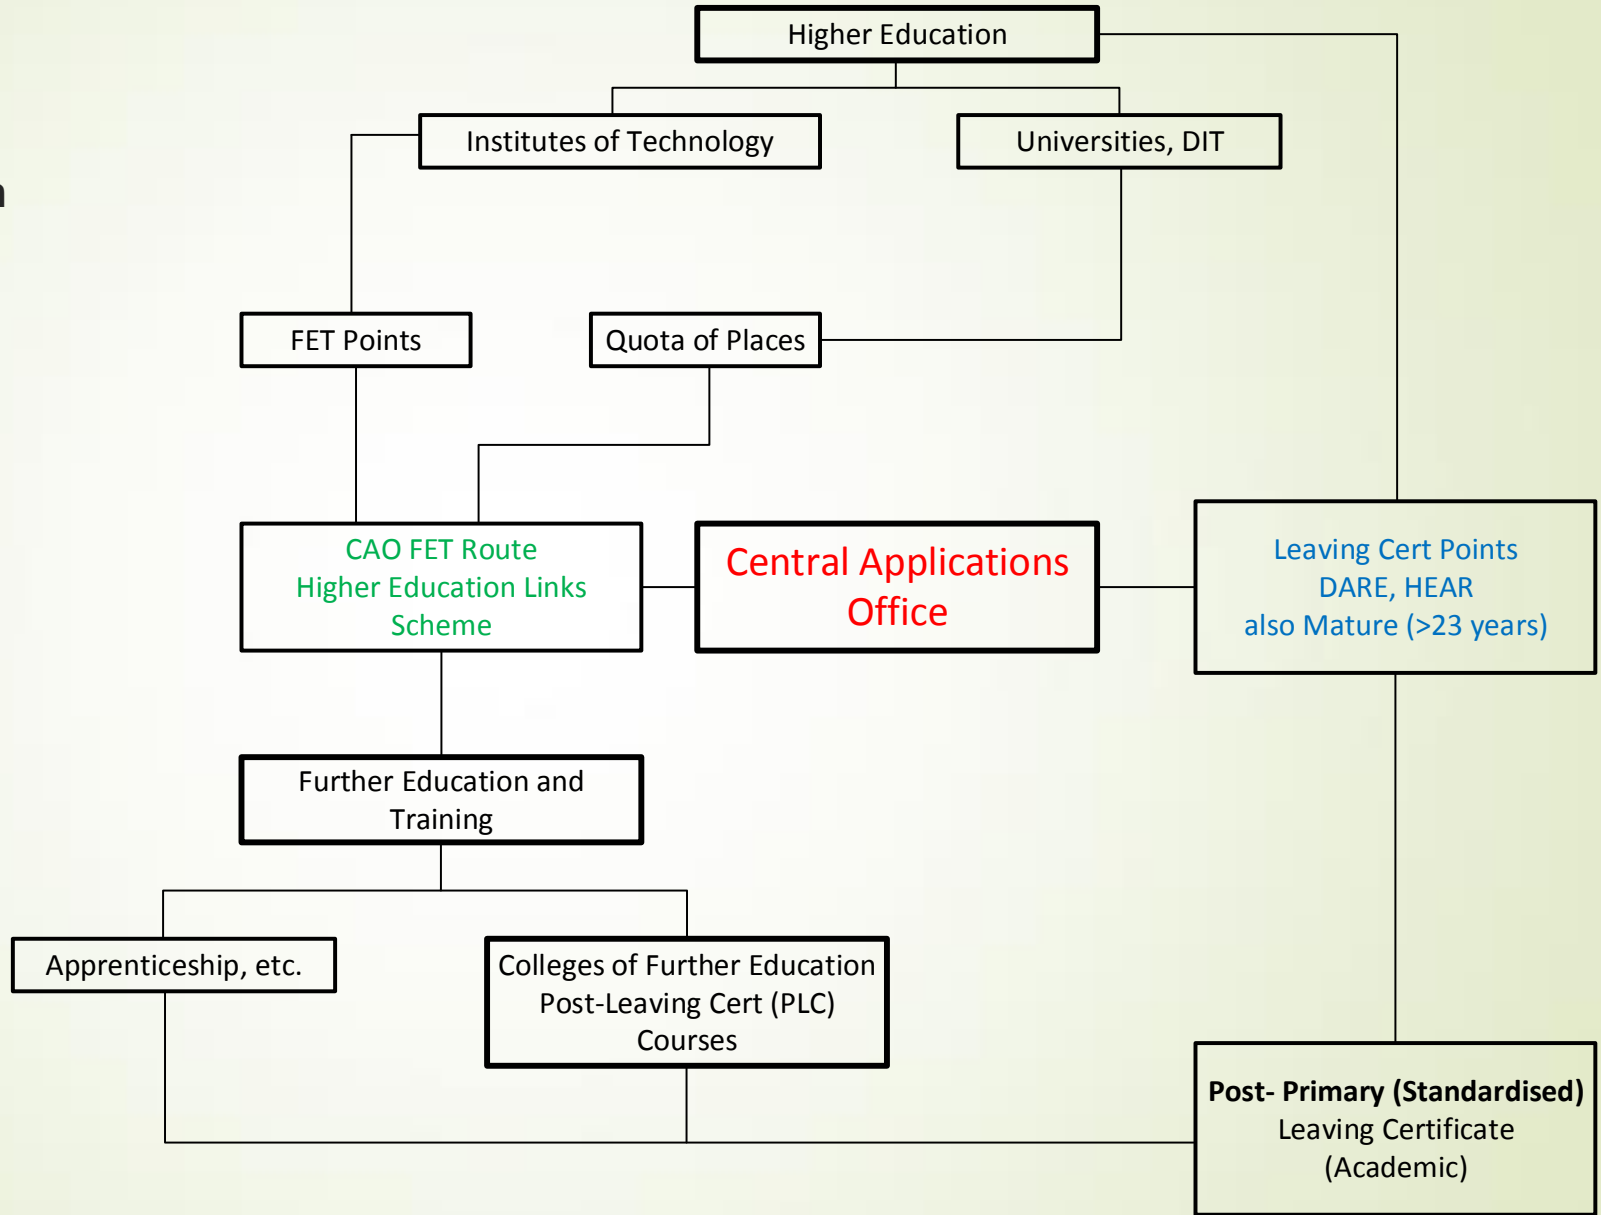 Higher Education
Institutes of Technology
Universities, DIT
FET Points
Quota of Places
CAO FET Route
Higher Education Links
Scheme
Central Applications
Office
Leaving Cert Points
DARE, HEAR
also Mature (>23 years)
Further Education and
Training
Apprenticeship, etc.
Colleges of Further Education
Post-Leaving Cert (PLC)
Courses
Post- Primary (Standardised)
Leaving Certificate
(Academic)